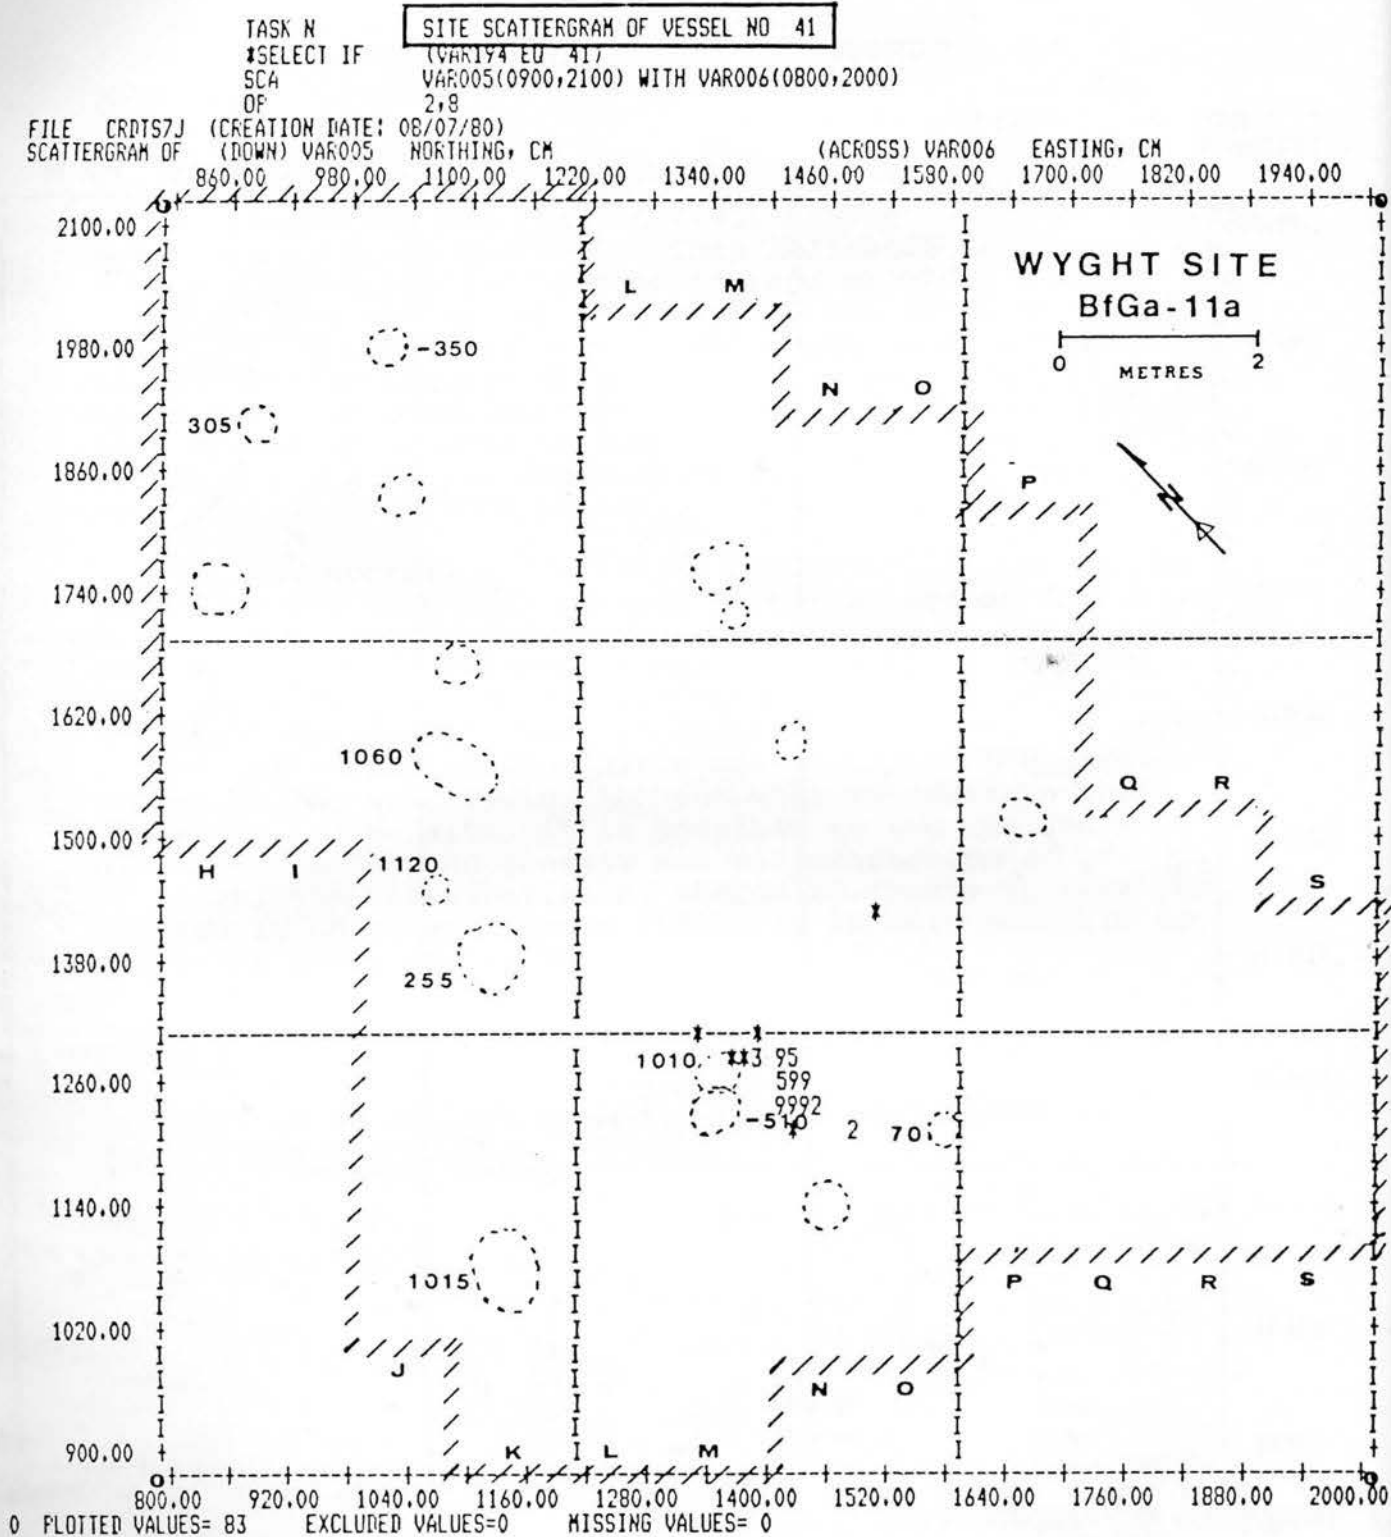 TASK N SITE SCATTERGRAM OF VESSEL NO 41
*SELECT IF (VAR194 EQ 41)
SCA VAR005(0900,2100) WITH VAR006(0800,2000)
OP 2,8
FILE CRDTS7J (CREATION DATE: 08/07/80)
SCATTERGRAM OF (DOWN) VAR005 NORTHING, CM (ACROSS) VAR006 EASTING, CM
860.00 980.00 1100.00 1220.00 1340.00 1460.00 1580.00 1700.00 1820.00 1940.00
2100.00
WYGHT SITE
L M
BfGa-11a
1980.00 -350
0 2
METRES
N O
305
1860.00
P
N
1740.00
1620.00
1060
Q R
1500.00
H I 1120
S
*
1380.00
255
* *
1010 **3 95
1260.00 599
9992
-510
* 2 70
1140.00
1015
P Q R S
1020.00
J
N O
900.00 K L M
800.00 920.00 1040.00 1160.00 1280.00 1400.00 1520.00 1640.00 1760.00 1880.00 2000.00
0 PLOTTED VALUES= 83 EXCLUDED VALUES=0 MISSING VALUES= 0